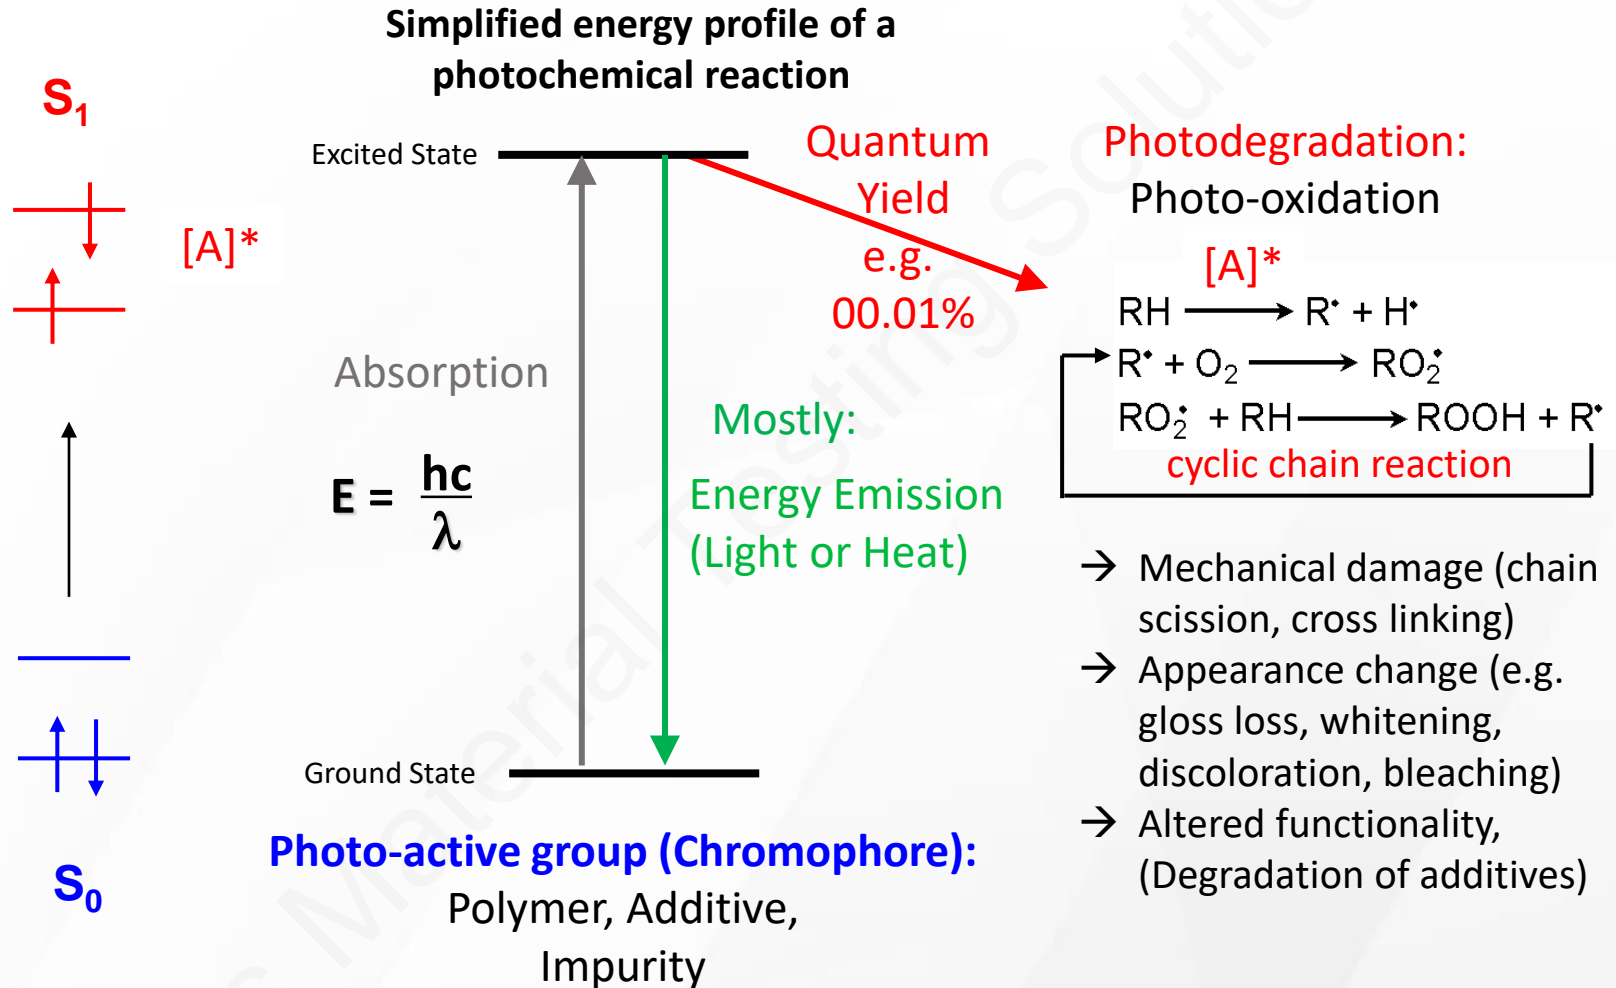 Simplified energy profile of a
photochemical reaction
S₁
[A]*
S₀
Excited State
Absorption
E = hc
λ
Mostly:
Energy Emission
(Light or Heat)
Ground State
Photo-active group (Chromophore):
Polymer, Additive,
Impurity
Quantum
Yield
e.g.
00.01%
Photodegradation:
Photo-oxidation
[A]*
RH → R• + H•
R• + O₂ → RO₂•
RO₂• + RH → ROOH + R•
cyclic chain reaction
→ Mechanical damage (chain
scission, cross linking)
→ Appearance change (e.g.
gloss loss, whitening,
discoloration, bleaching)
→ Altered functionality,
(Degradation of additives)
Material Testing Solutio